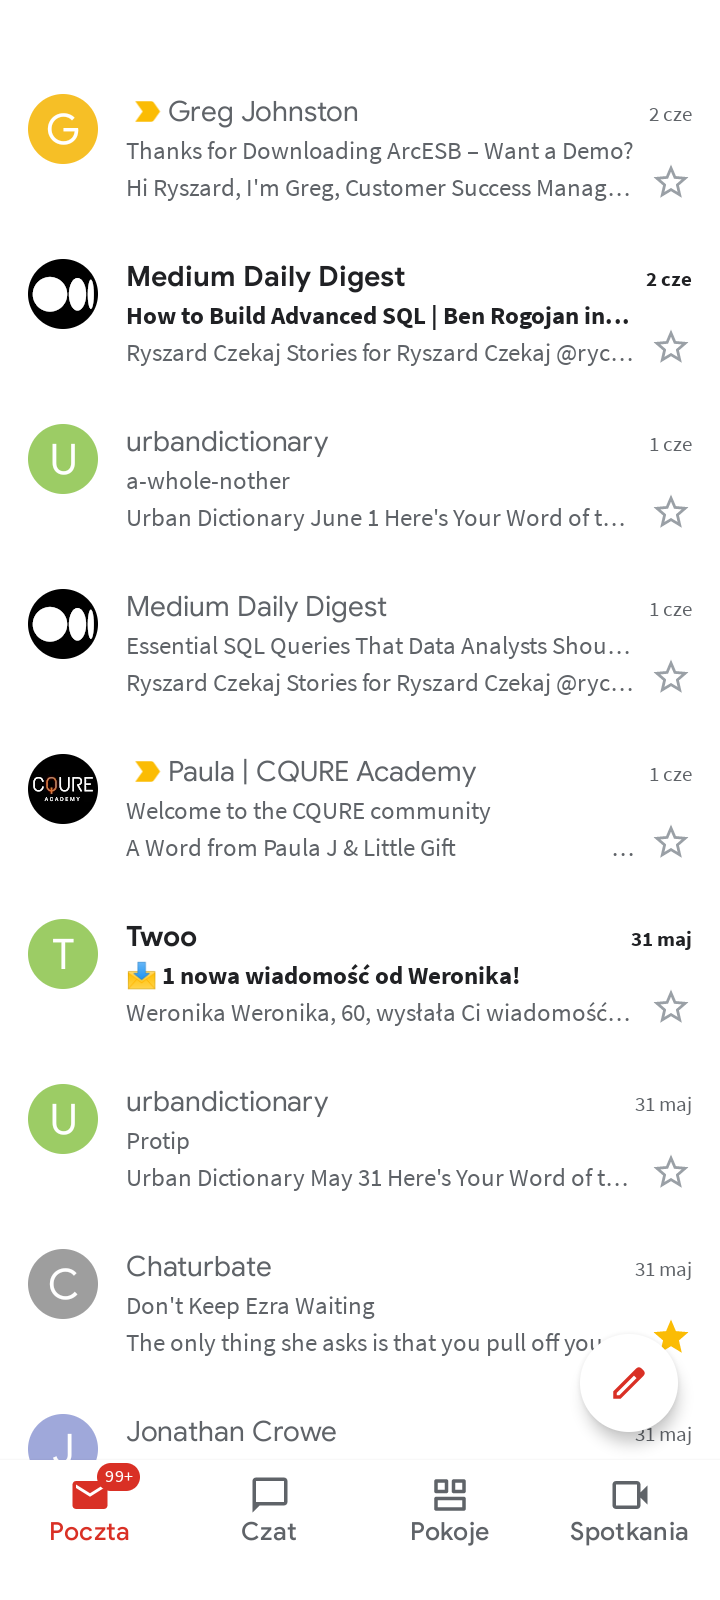 G
Greg Johnston
2 cze
Thanks for Downloading ArcESB – Want a Demo?
Hi Ryszard, I'm Greg, Customer Success Manag...
Medium Daily Digest
2 cze
How to Build Advanced SQL | Ben Rogojan in...
Ryszard Czekaj Stories for Ryszard Czekaj @ryc...
U
urbandictionary
1 cze
a-whole-nother
Urban Dictionary June 1 Here's Your Word of t...
Medium Daily Digest
1 cze
Essential SQL Queries That Data Analysts Shou...
Ryszard Czekaj Stories for Ryszard Czekaj @ryc...
CQURE
ACADEMY
Paula | CQURE Academy
1 cze
Welcome to the CQURE community
A Word from Paula J & Little Gift ...
T
Twoo
31 maj
📩 1 nowa wiadomość od Weronika!
Weronika Weronika, 60, wysłała Ci wiadomość...
U
urbandictionary
31 maj
Protip
Urban Dictionary May 31 Here's Your Word of t...
C
Chaturbate
31 maj
Don't Keep Ezra Waiting
The only thing she asks is that you pull off you
J
Jonathan Crowe
31 maj
99+
Poczta
Czat
Pokoje
Spotkania